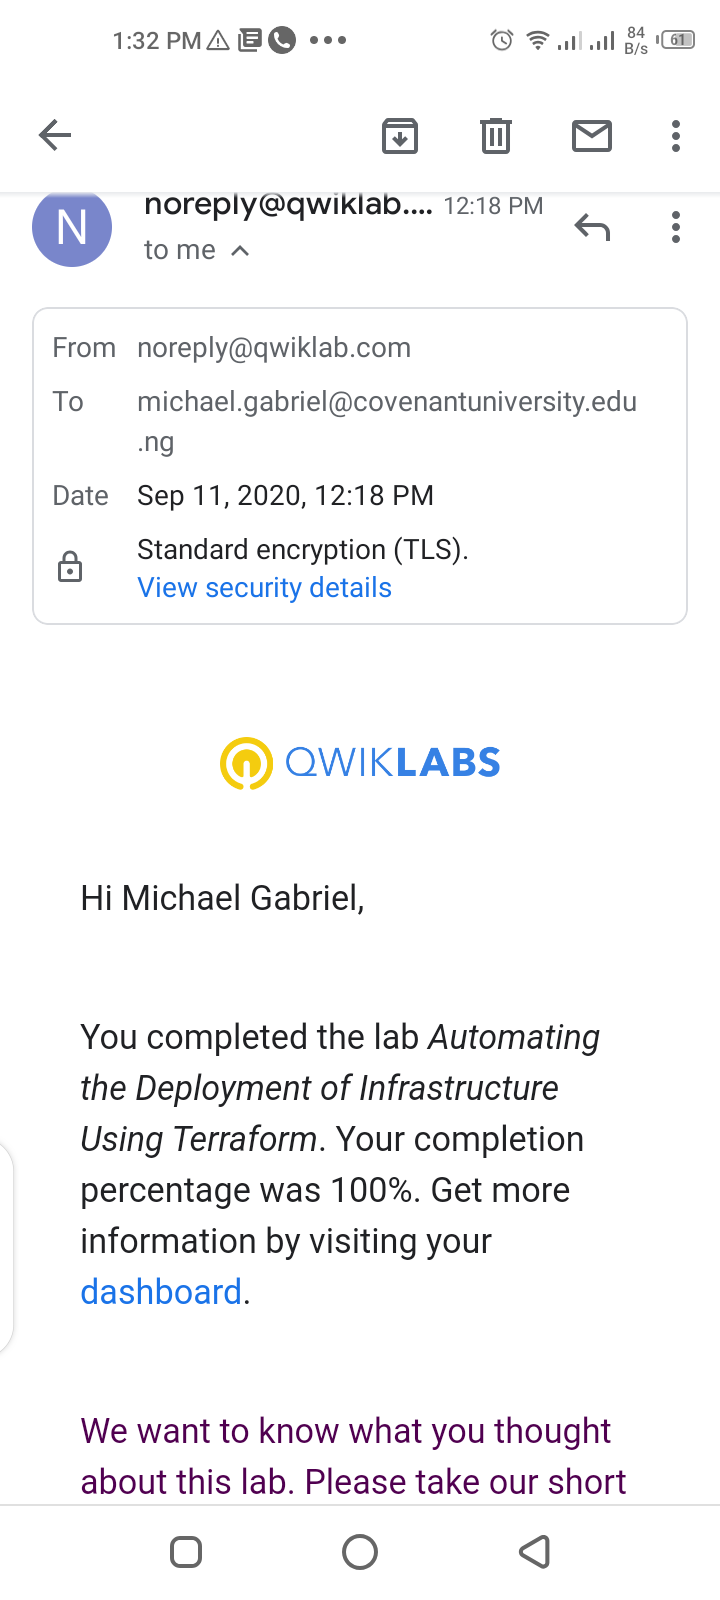 1:32 PM
84
B/s
61
noreply@qwiklab.... 12:18 PM
N
to me
From noreply@qwiklab.com
To michael.gabriel@covenantuniversity.edu
.ng
Date Sep 11, 2020, 12:18 PM
Standard encryption (TLS).
View security details
QWIKLABS
Hi Michael Gabriel,
You completed the lab Automating
the Deployment of Infrastructure
Using Terraform. Your completion
percentage was 100%. Get more
information by visiting your
dashboard.
We want to know what you thought
about this lab. Please take our short